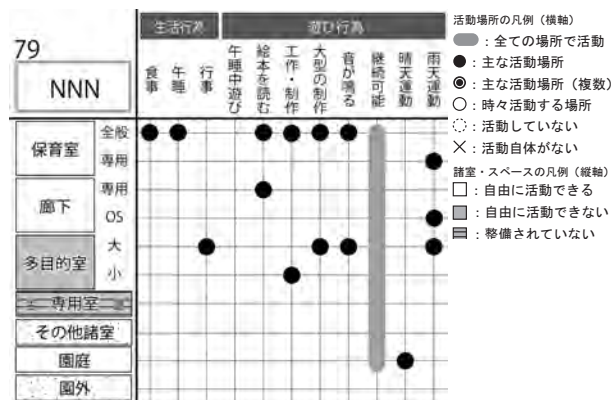 79
NNN
生活行為
遊び行為
食事
午睡
行事
午睡中遊び
絵本を読む
工作・制作
大型の制作
音が鳴る
継続可能
晴天運動
雨天運動
保育室
全般
専用
廊下
専用
OS
多目的室
大
小
専用室
その他諸室
園庭
園外
活動場所の凡例（横軸）
：全ての場所で活動
：主な活動場所
：主な活動場所（複数）
：時々活動する場所
：活動していない
：活動自体がない
諸室・スペースの凡例（縦軸）
：自由に活動できる
：自由に活動できない
：整備されていない